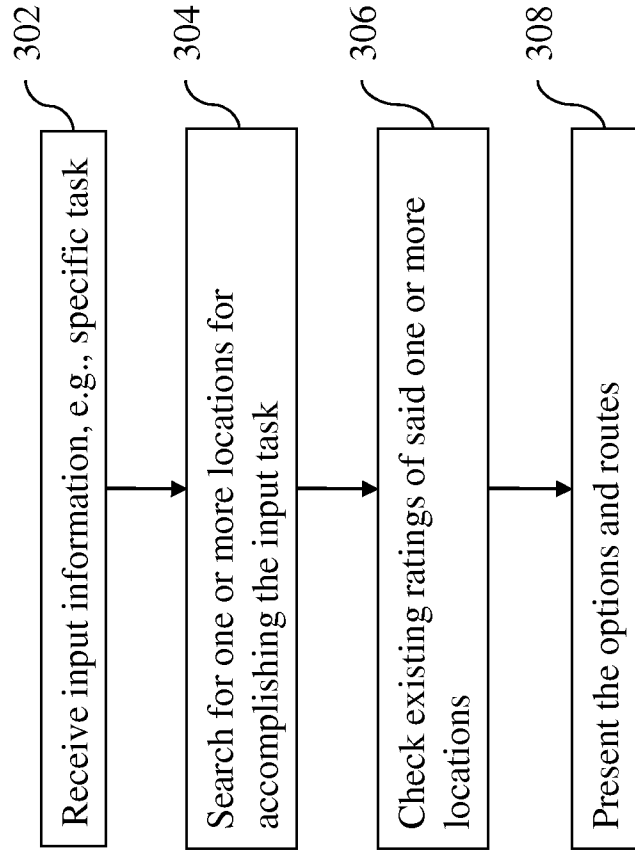 302
Receive input information, e.g., specific task
304
Search for one or more locations for
accomplishing the input task
306
Check existing ratings of said one or more
locations
308
Present the options and routes